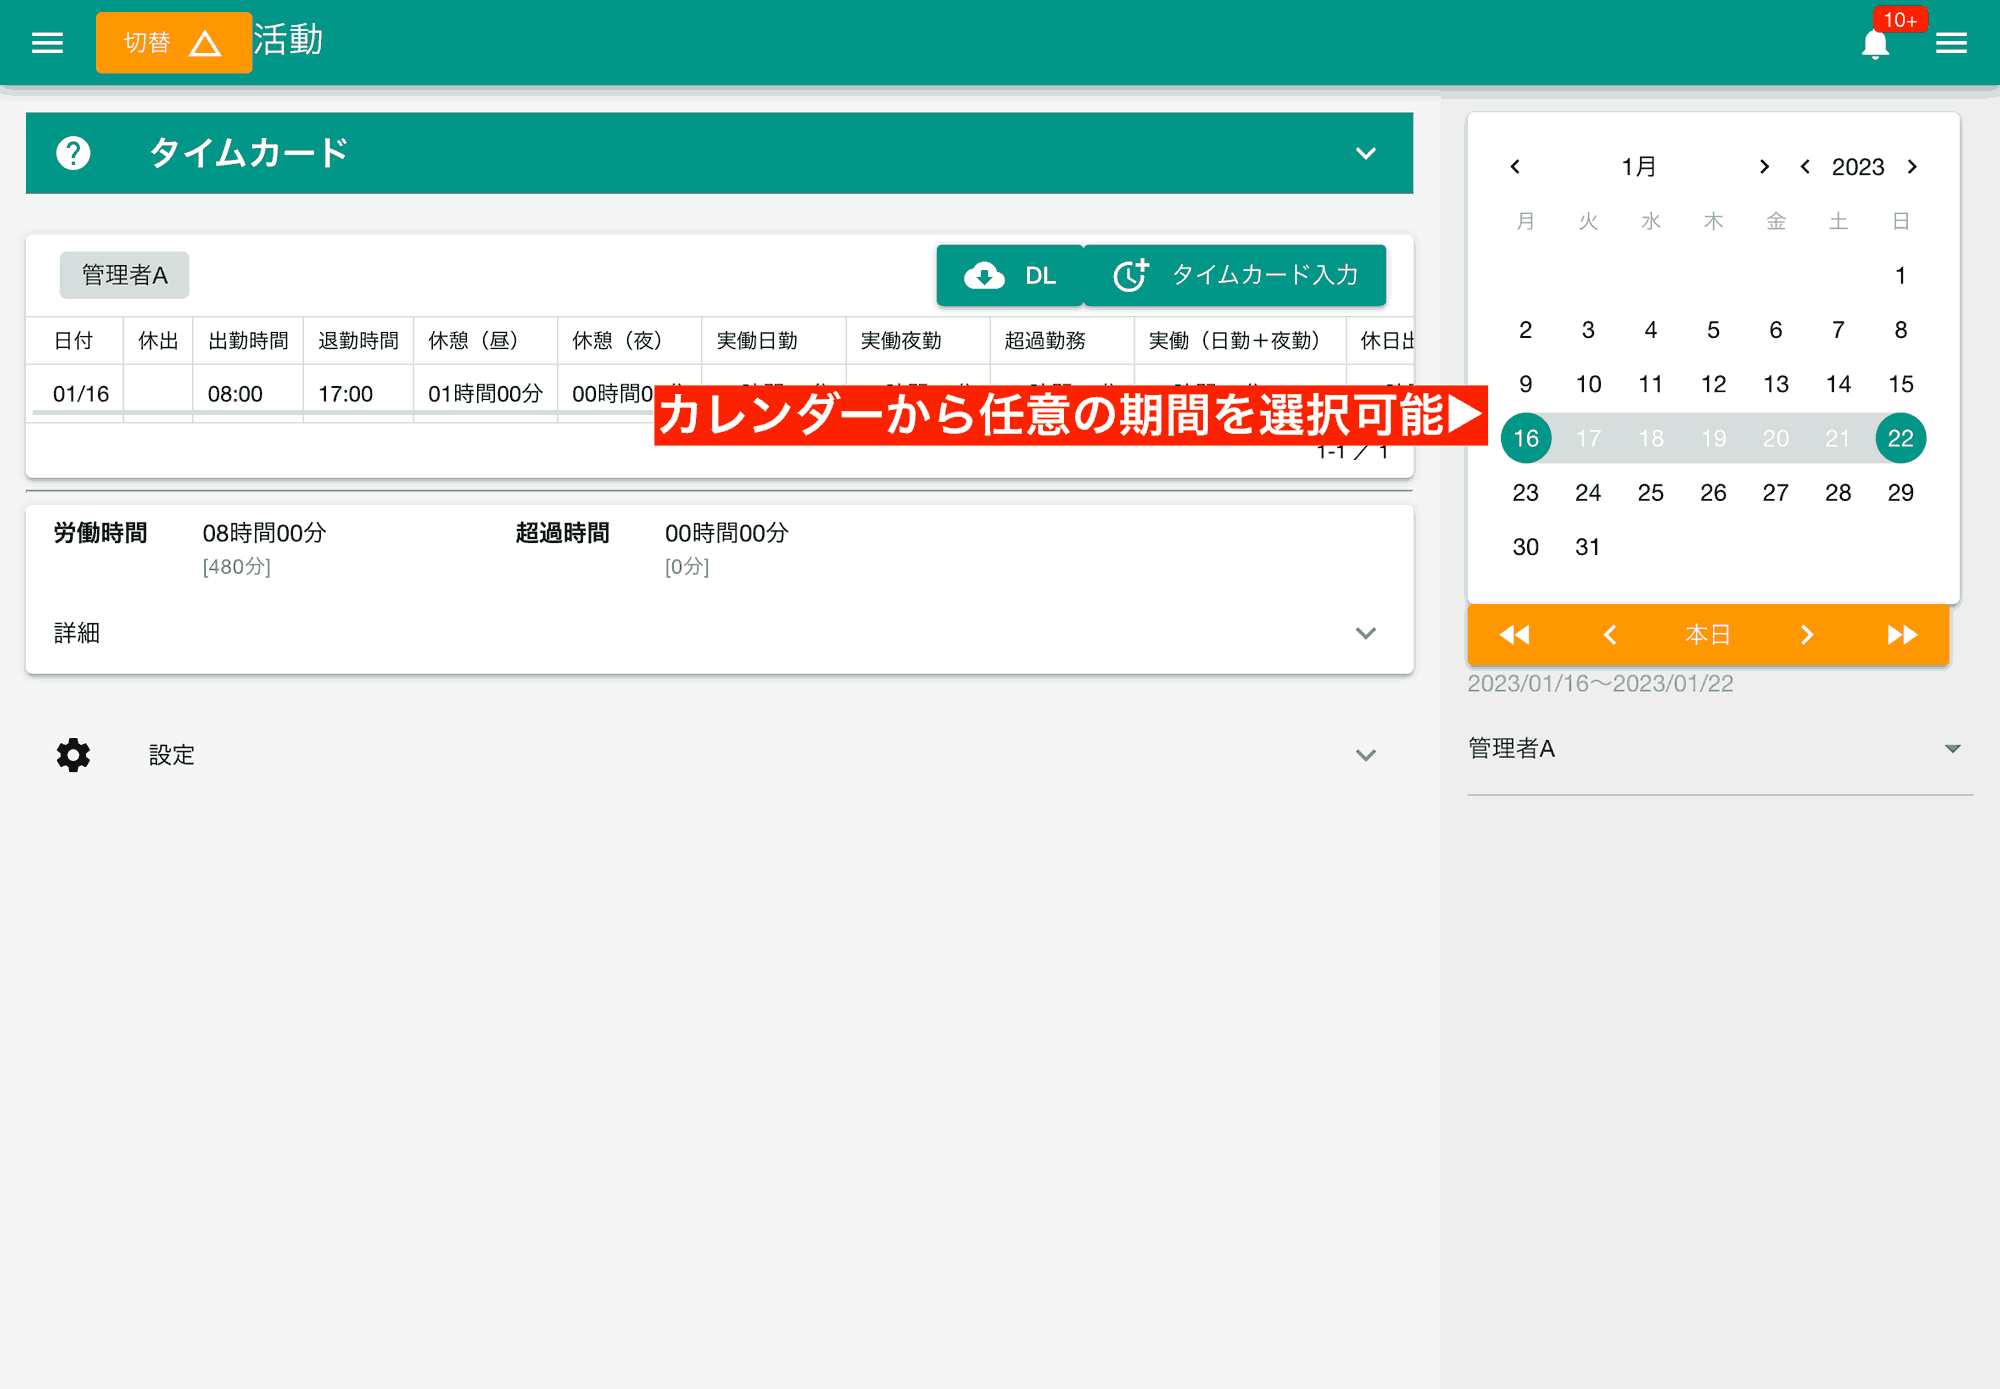 切替 活動
10+
タイムカード
管理者A
DL
タイムカード入力
日付 休出 出勤時間 退勤時間 休憩（昼） 休憩（夜） 実働日勤 実働夜勤 超過勤務 実働（日勤＋夜勤）
01/16 08:00 17:00 01時間00分 00時間0
カレンダーから任意の期間を選択可能▶
1-1 ／ 1
労働時間 08時間00分 超過時間 00時間00分
[480分] [0分]
詳細
設定
1月 2023
月 火 水 木 金 土 日
1
2 3 4 5 6 7 8
9 10 11 12 13 14 15
16 17 18 19 20 21 22
23 24 25 26 27 28 29
30 31
本日
2023/01/16〜2023/01/22
管理者A